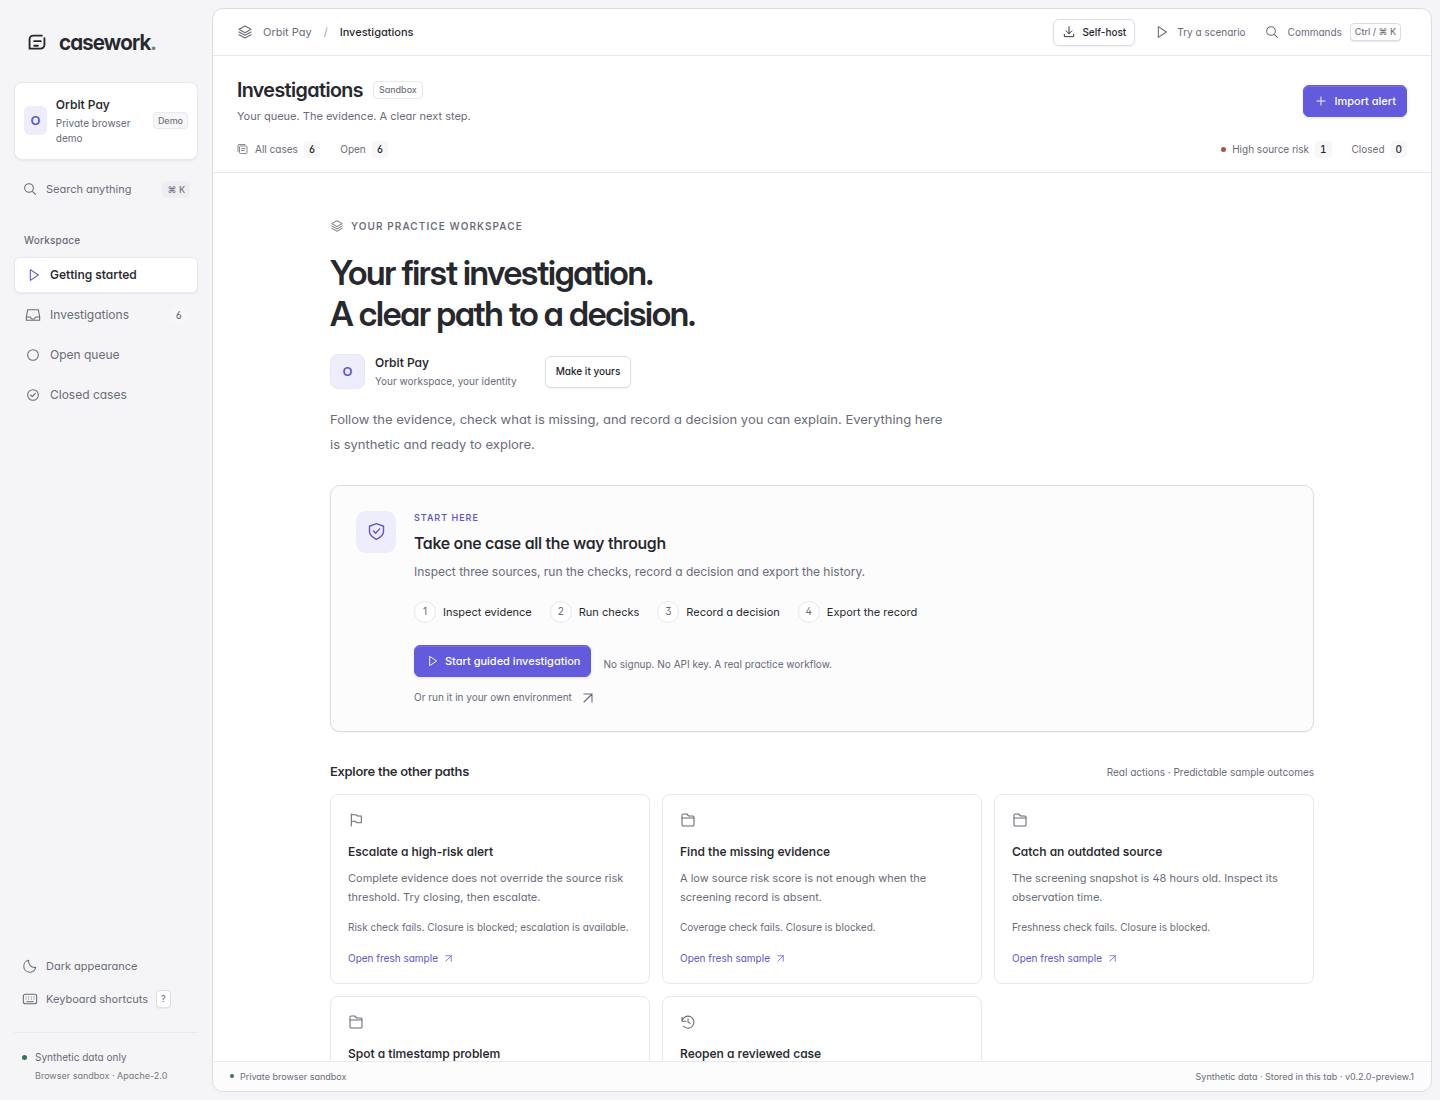 casework.
O
Orbit Pay
Private browser
demo
Demo
Search anything
⌘ K
Workspace
Getting started
Investigations
6
Open queue
Closed cases
Dark appearance
Keyboard shortcuts
?
Synthetic data only
Browser sandbox · Apache-2.0
Orbit Pay / Investigations
Self-host
Try a scenario
Commands
Ctrl / ⌘ K
Investigations
Sandbox
Your queue. The evidence. A clear next step.
Import alert
All cases 6
Open 6
High source risk 1
Closed 0
YOUR PRACTICE WORKSPACE
Your first investigation.
A clear path to a decision.
O
Orbit Pay
Your workspace, your identity
Make it yours
Follow the evidence, check what is missing, and record a decision you can explain. Everything here
is synthetic and ready to explore.
START HERE
Take one case all the way through
Inspect three sources, run the checks, record a decision and export the history.
1 Inspect evidence
2 Run checks
3 Record a decision
4 Export the record
Start guided investigation
No signup. No API key. A real practice workflow.
Or run it in your own environment
Explore the other paths
Real actions · Predictable sample outcomes
Escalate a high-risk alert
Complete evidence does not override the source risk
threshold. Try closing, then escalate.
Risk check fails. Closure is blocked; escalation is available.
Open fresh sample
Find the missing evidence
A low source risk score is not enough when the
screening record is absent.
Coverage check fails. Closure is blocked.
Open fresh sample
Catch an outdated source
The screening snapshot is 48 hours old. Inspect its
observation time.
Freshness check fails. Closure is blocked.
Open fresh sample
Spot a timestamp problem
Reopen a reviewed case
Private browser sandbox
Synthetic data · Stored in this tab · v0.2.0-preview.1